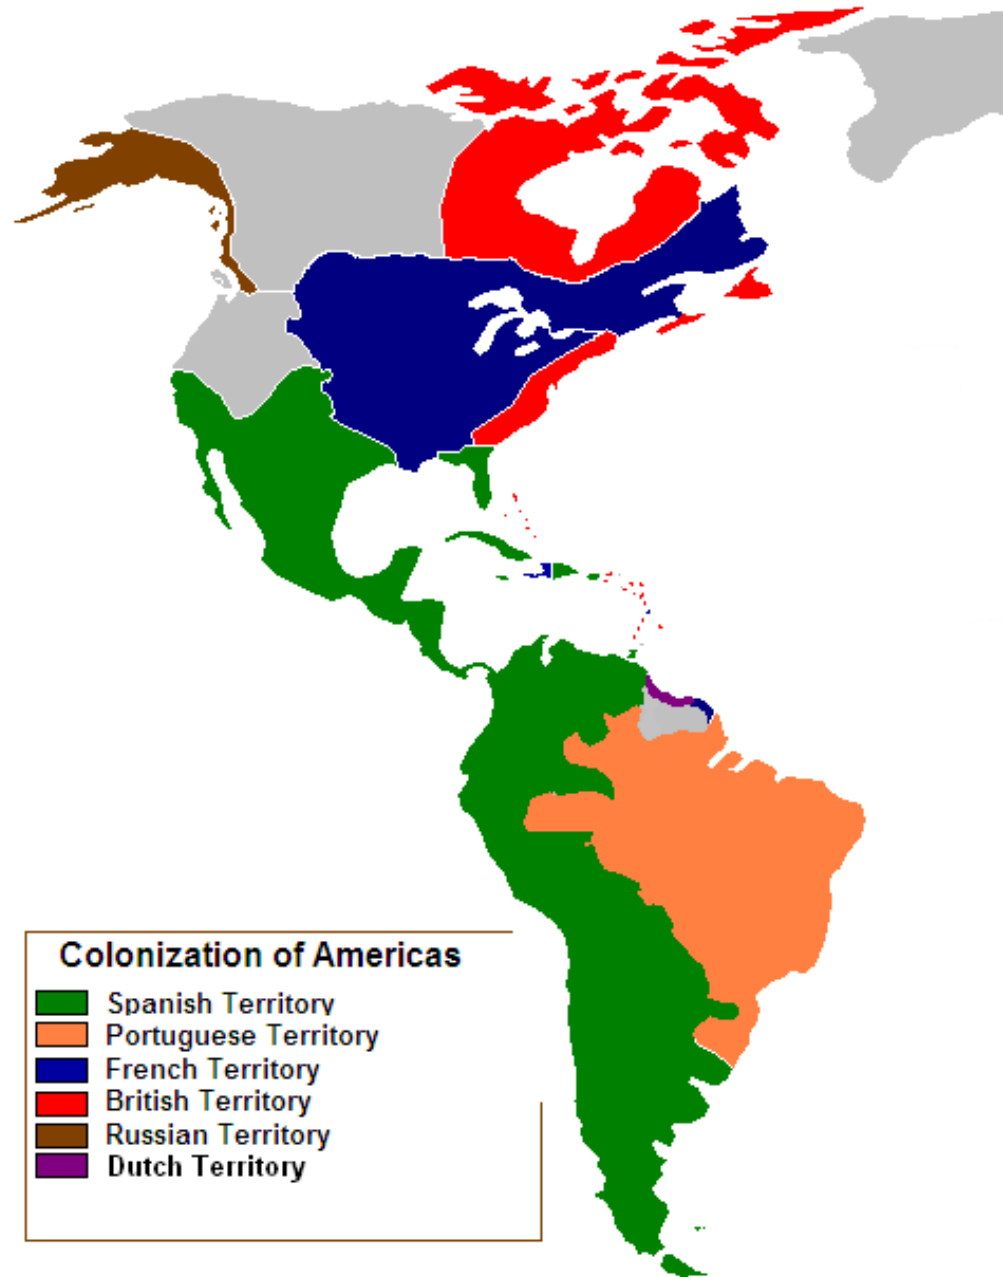 Colonization of Americas
Spanish Territory
Portuguese Territory
French Territory
British Territory
Russian Territory
Dutch Territory